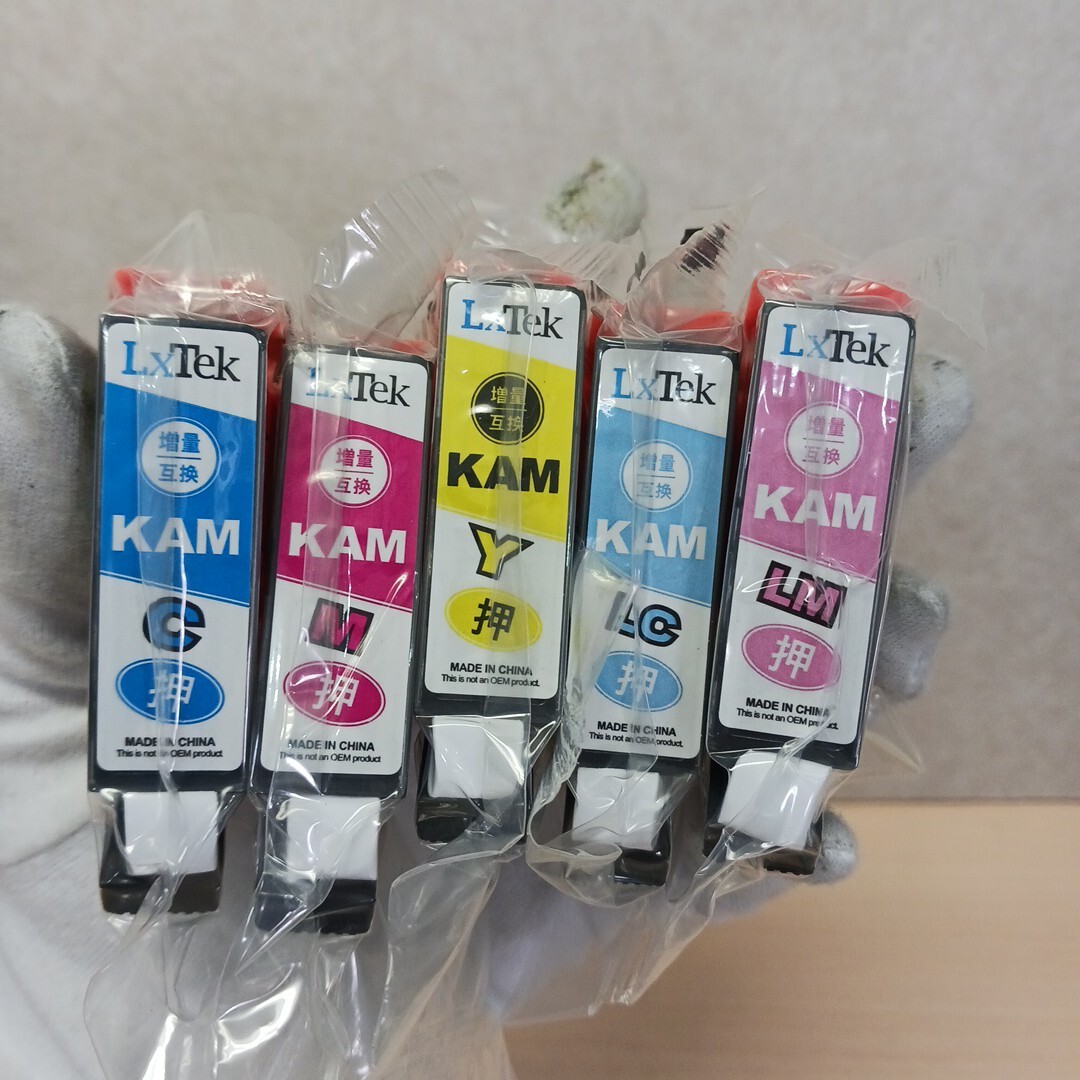 LxTek
増量
互換
KAM
C
押
MADE IN CHINA
This is not an OEM product
LxTek
増量
互換
KAM
M
押
MADE IN CHINA
This is not an OEM product
LxTek
増量
互換
KAM
Y
押
MADE IN CHINA
This is not an OEM product.
LxTek
増量
互換
KAM
LC
押
MADE IN CHINA
This is not an OEM product.
LxTek
増量
互換
KAM
LM
押
MADE IN CHINA
This is not an OEM product.